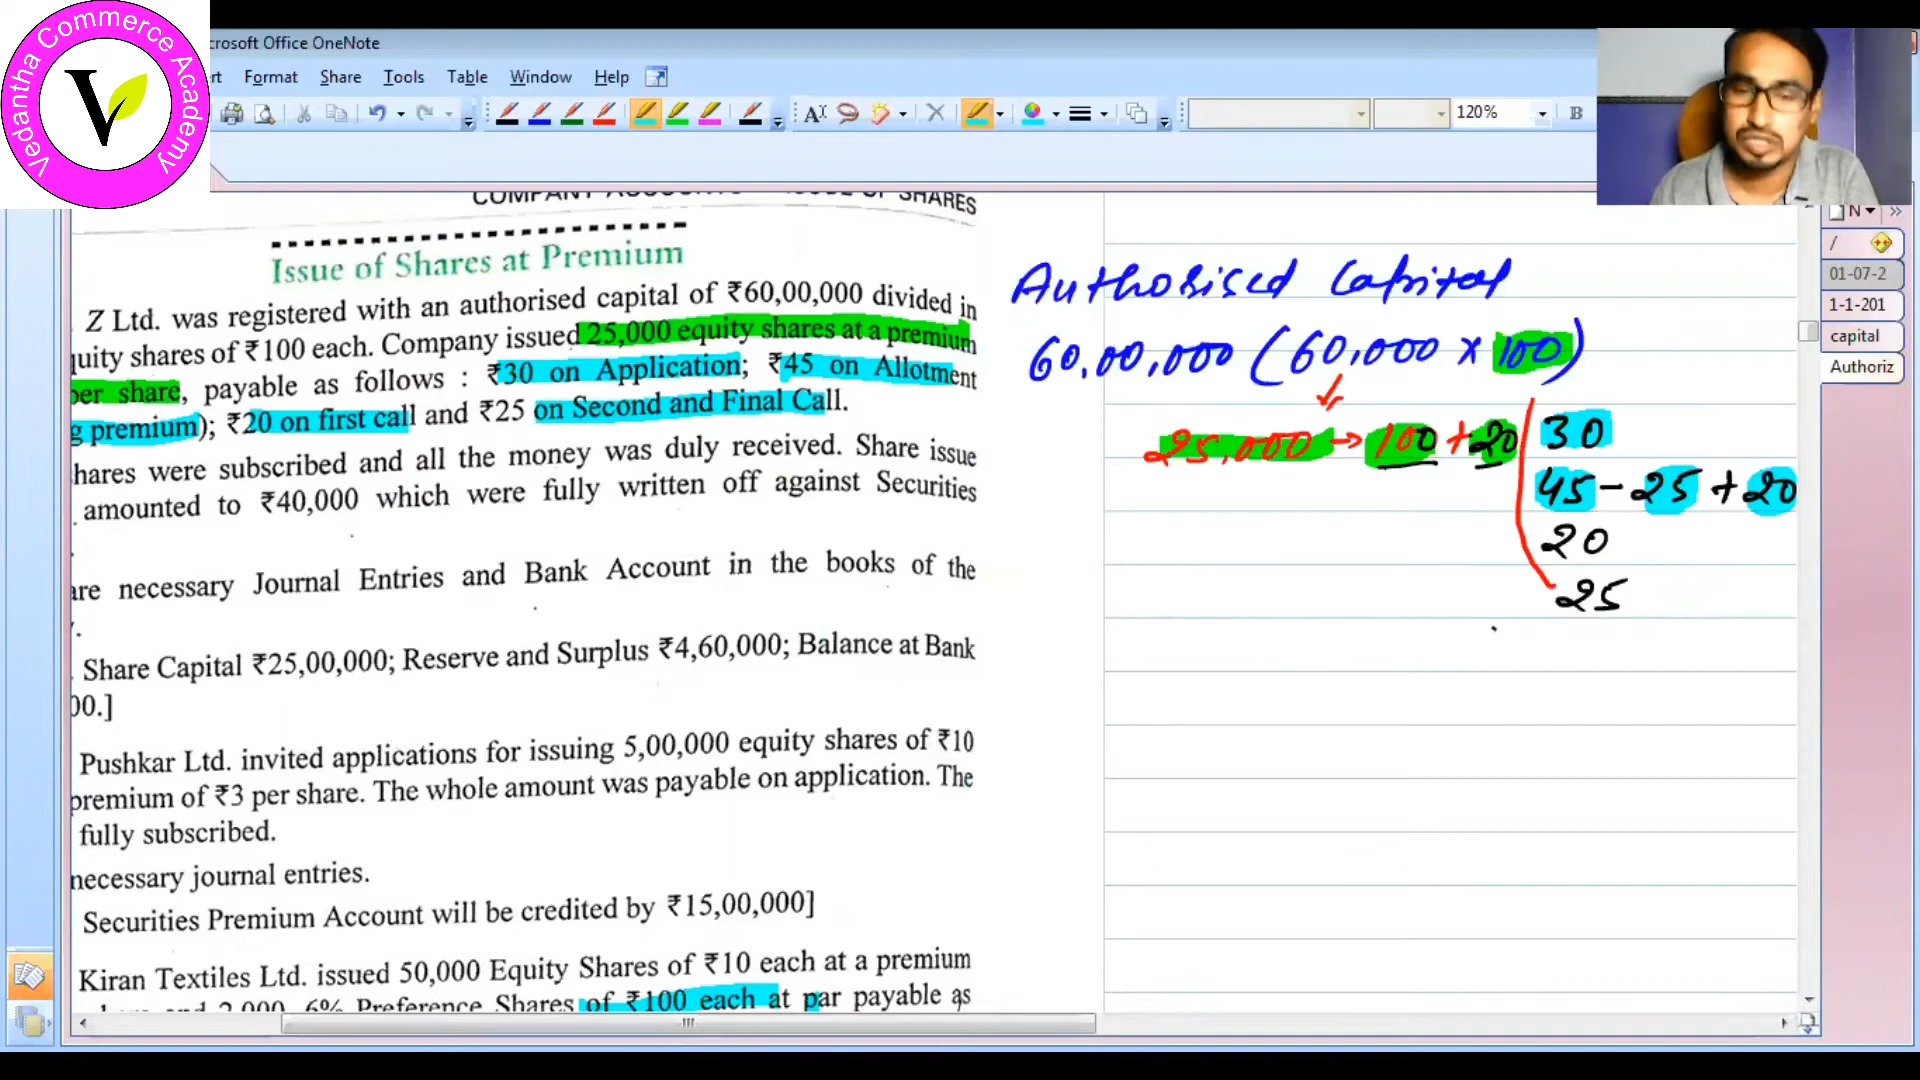 Vedantha Commerce Academy
V
crosoft Office OneNote
rt Format Share Tools Table Window Help
120% B
COMPANY ACCOUNTS ISSUE OF SHARES
Issue of Shares at Premium
Z Ltd. was registered with an authorised capital of ₹60,00,000 divided in
quity shares of ₹100 each. Company issued 25,000 equity shares at a premium
per share, payable as follows : ₹30 on Application; ₹45 on Allotment
g premium); ₹20 on first call and ₹25 on Second and Final Call.
hares were subscribed and all the money was duly received. Share issue
amounted to ₹40,000 which were fully written off against Securities
are necessary Journal Entries and Bank Account in the books of the
Share Capital ₹25,00,000; Reserve and Surplus ₹4,60,000; Balance at Bank
00.]
Pushkar Ltd. invited applications for issuing 5,00,000 equity shares of ₹10
premium of ₹3 per share. The whole amount was payable on application. The
fully subscribed.
necessary journal entries.
Securities Premium Account will be credited by ₹15,00,000]
Kiran Textiles Ltd. issued 50,000 Equity Shares of ₹10 each at a premium
2,000, 6% Preference Shares of ₹100 each at par payable as
Authorised Capital
60,00,000 (60,000 × 100)
25,000 → 100 + 20
30
45 - 25 + 20
20
25
N
/
01-07-2
1-1-201
capital
Authoriz